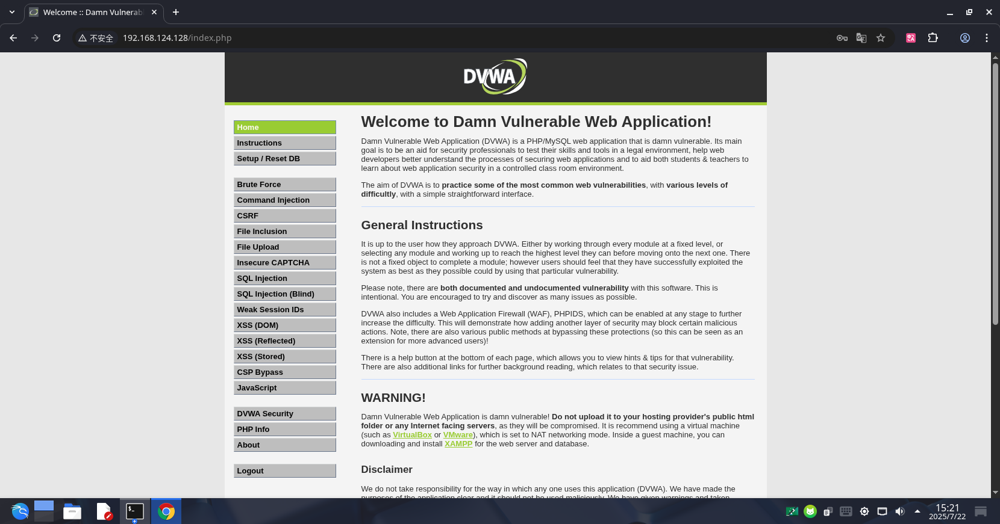 Welcome :: Damn Vulnerab
不安全
192.168.124.128/index.php
DVWA
Home
Instructions
Setup / Reset DB
Brute Force
Command Injection
CSRF
File Inclusion
File Upload
Insecure CAPTCHA
SQL Injection
SQL Injection (Blind)
Weak Session IDs
XSS (DOM)
XSS (Reflected)
XSS (Stored)
CSP Bypass
JavaScript
DVWA Security
PHP Info
About
Logout
Welcome to Damn Vulnerable Web Application!
Damn Vulnerable Web Application (DVWA) is a PHP/MySQL web application that is damn vulnerable. Its main
goal is to be an aid for security professionals to test their skills and tools in a legal environment, help web
developers better understand the processes of securing web applications and to aid both students & teachers to
learn about web application security in a controlled class room environment.
The aim of DVWA is to practice some of the most common web vulnerabilities, with various levels of
difficultly, with a simple straightforward interface.
General Instructions
It is up to the user how they approach DVWA. Either by working through every module at a fixed level, or
selecting any module and working up to reach the highest level they can before moving onto the next one. There
is not a fixed object to complete a module; however users should feel that they have successfully exploited the
system as best as they possible could by using that particular vulnerability.
Please note, there are both documented and undocumented vulnerability with this software. This is
intentional. You are encouraged to try and discover as many issues as possible.
DVWA also includes a Web Application Firewall (WAF), PHPIDS, which can be enabled at any stage to further
increase the difficulty. This will demonstrate how adding another layer of security may block certain malicious
actions. Note, there are also various public methods at bypassing these protections (so this can be seen as an
extension for more advanced users)!
There is a help button at the bottom of each page, which allows you to view hints & tips for that vulnerability.
There are also additional links for further background reading, which relates to that security issue.
WARNING!
Damn Vulnerable Web Application is damn vulnerable! Do not upload it to your hosting provider's public html
folder or any Internet facing servers, as they will be compromised. It is recommend using a virtual machine
(such as VirtualBox or VMware), which is set to NAT networking mode. Inside a guest machine, you can
downloading and install XAMPP for the web server and database.
Disclaimer
We do not take responsibility for the way in which any one uses this application (DVWA). We have made the
purposes of the application clear and it should not be used maliciously. We have given warnings and taken
$_
15:21
2025/7/22